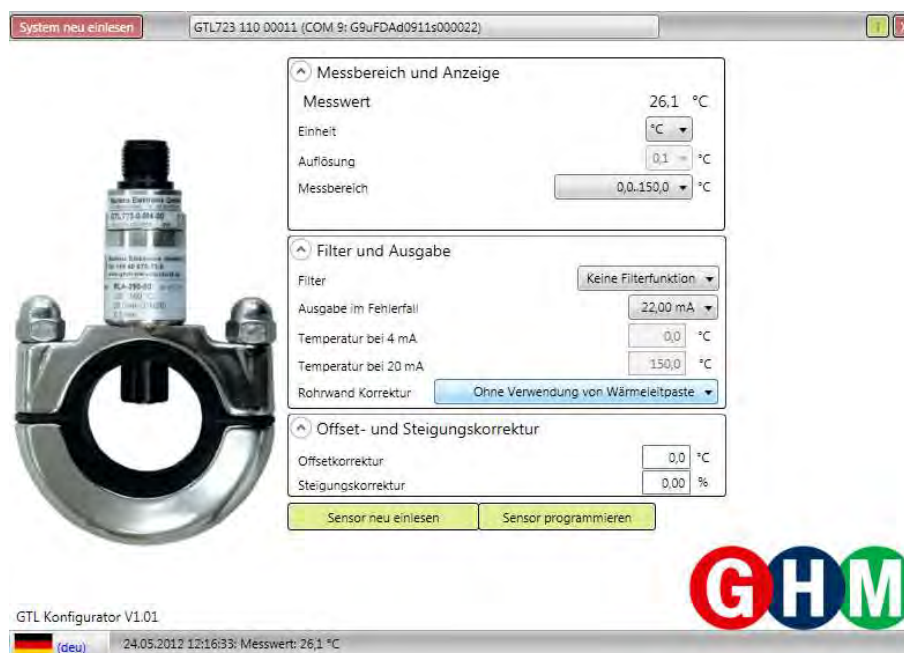 System neu einlesen
GTL723 110 00011 (COM 9: G9uFDAd0911s000022)
Messbereich und Anzeige
Messwert 26,1 °C
Einheit °C
Auflösung 0,1 °C
Messbereich 0,0..150,0 °C
Filter und Ausgabe
Filter Keine Filterfunktion
Ausgabe im Fehlerfall 22,00 mA
Temperatur bei 4 mA 0,0 °C
Temperatur bei 20 mA 150,0 °C
Rohrwand Korrektur Ohne Verwendung von Wärmeleitpaste
Offset- und Steigungskorrektur
Offsetkorrektur 0,0 °C
Steigungskorrektur 0,00 %
Sensor neu einlesen Sensor programmieren
GHM
GTL Konfigurator V1.01
(deu) 24.05.2012 12:16:33: Messwert: 26,1 °C